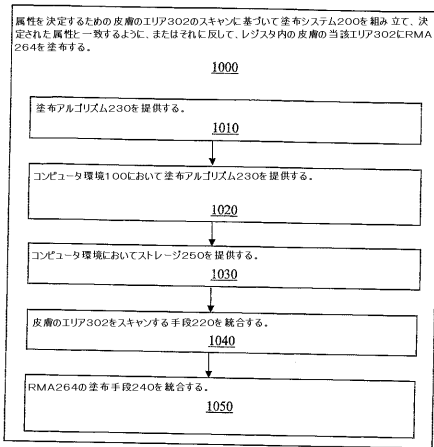 属性を決定するための皮膚のエリア302のスキャンに基づいて塗布システム200を組み立て、決
定された属性と一致するように、またはそれに反して、レジスタ内の皮膚の当該エリア302にRMA
264を塗布する。
1000
塗布アルゴリズム230を提供する。
1010
コンピュータ環境100において塗布アルゴリズム230を提供する。
1020
コンピュータ環境においてストレージ250を提供する。
1030
皮膚のエリア302をスキャンする手段220を統合する。
1040
RMA264の塗布手段240を統合する。
1050